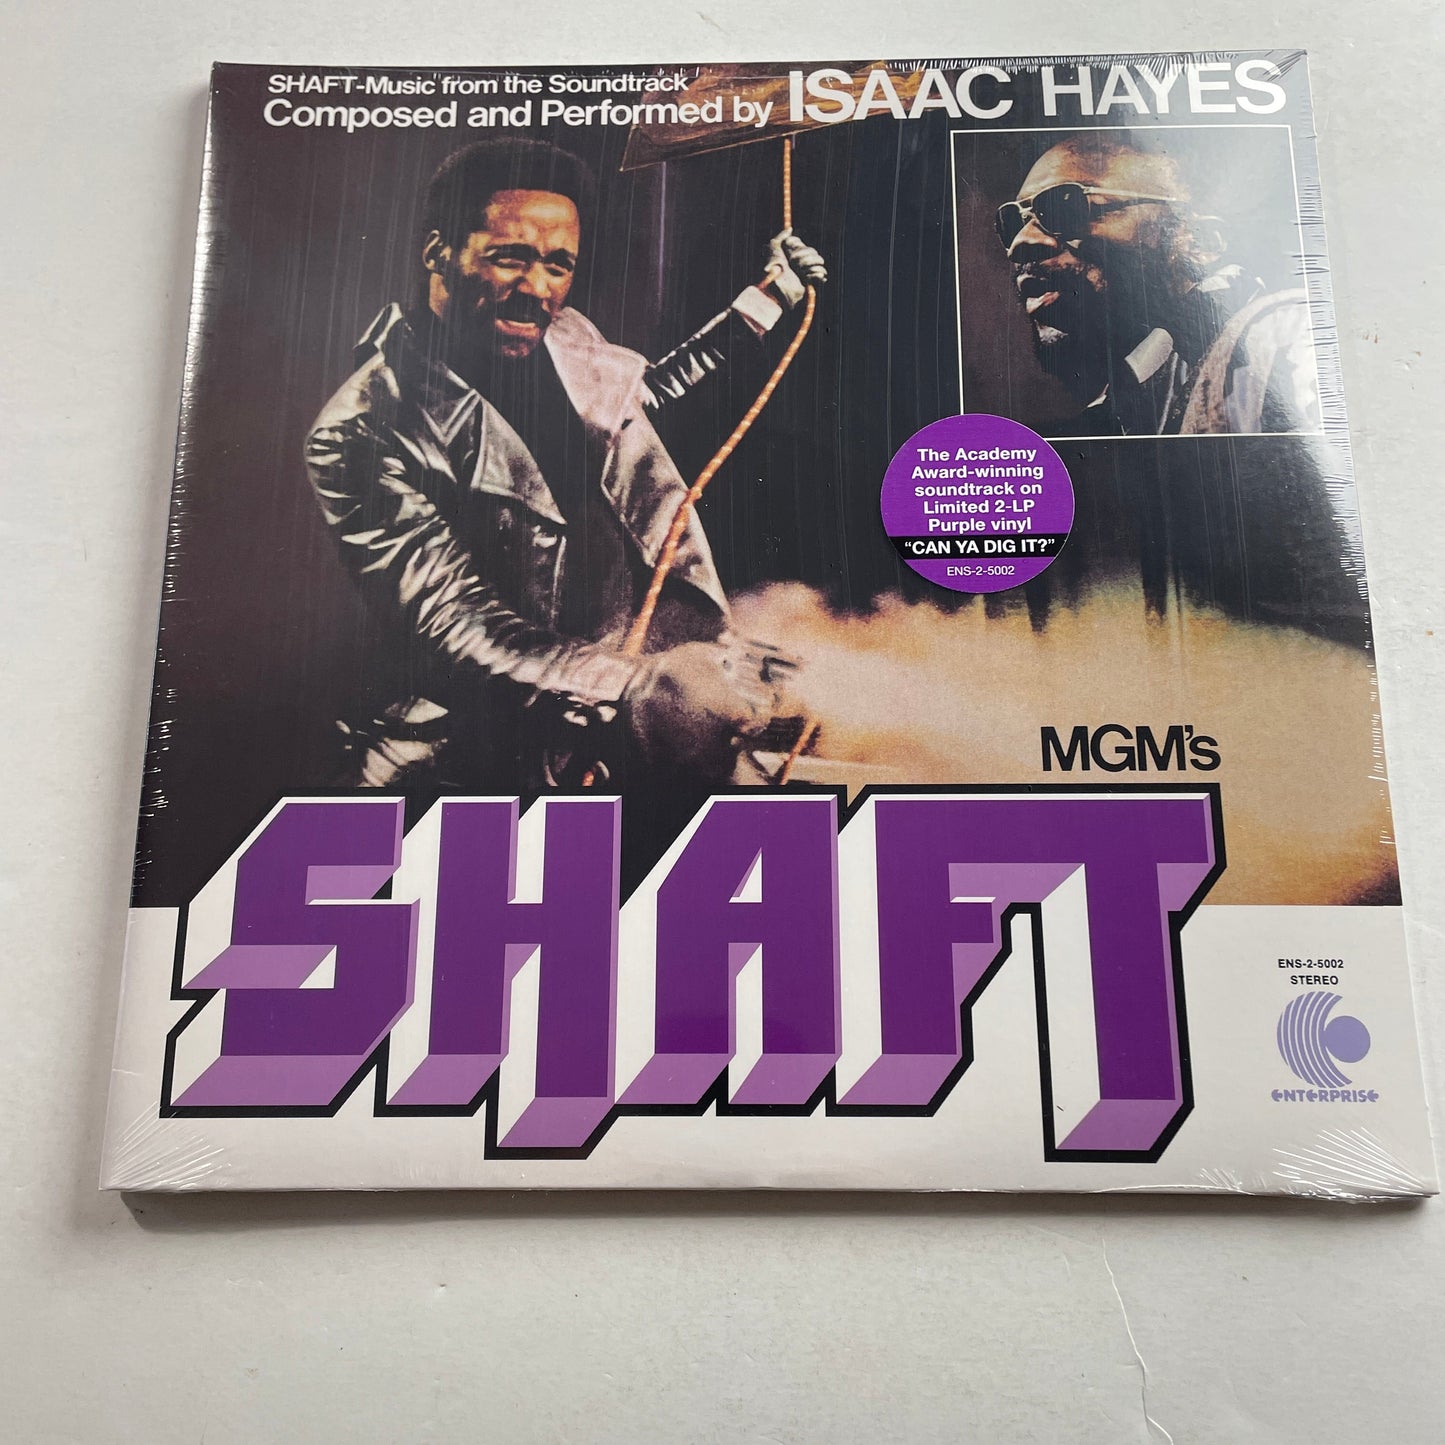 SHAFT-Music from the Soundtrack
Composed and Performed by ISAAC HAYES
The Academy
Award-winning
soundtrack on
Limited 2-LP
Purple vinyl
"CAN YA DIG IT?"
ENS-2-5002
MGM's
SHAFT
ENS-2-5002
STEREO
ENTERPRISE